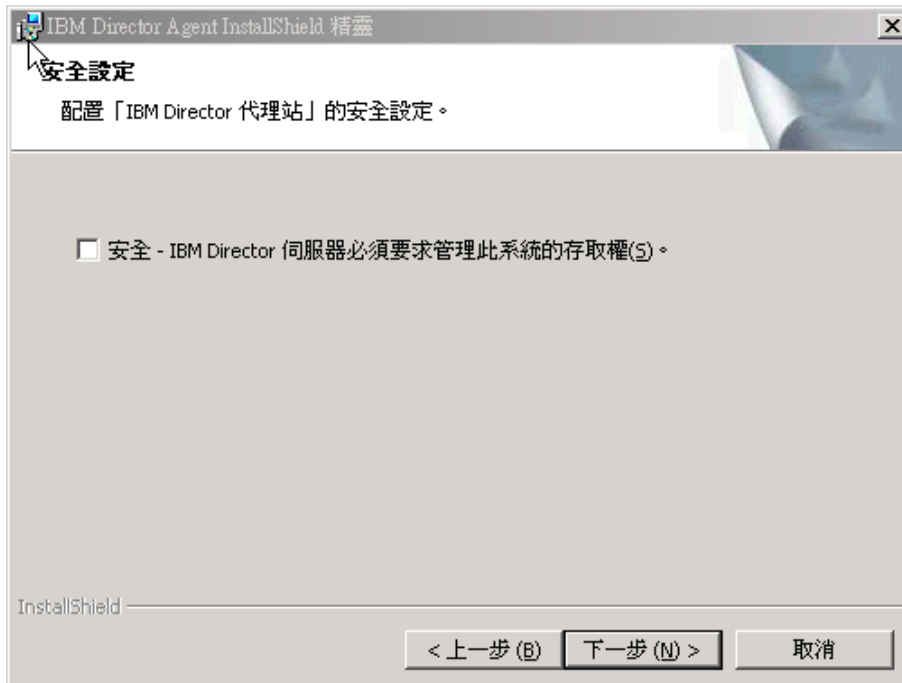 IBM Director Agent InstallShield 精靈
安全設定
配置「IBM Director 代理站」的安全設定。
安全 - IBM Director 伺服器必須要求管理此系統的存取權(S)。
InstallShield
< 上一步 (B)
下一步 (N) >
取消